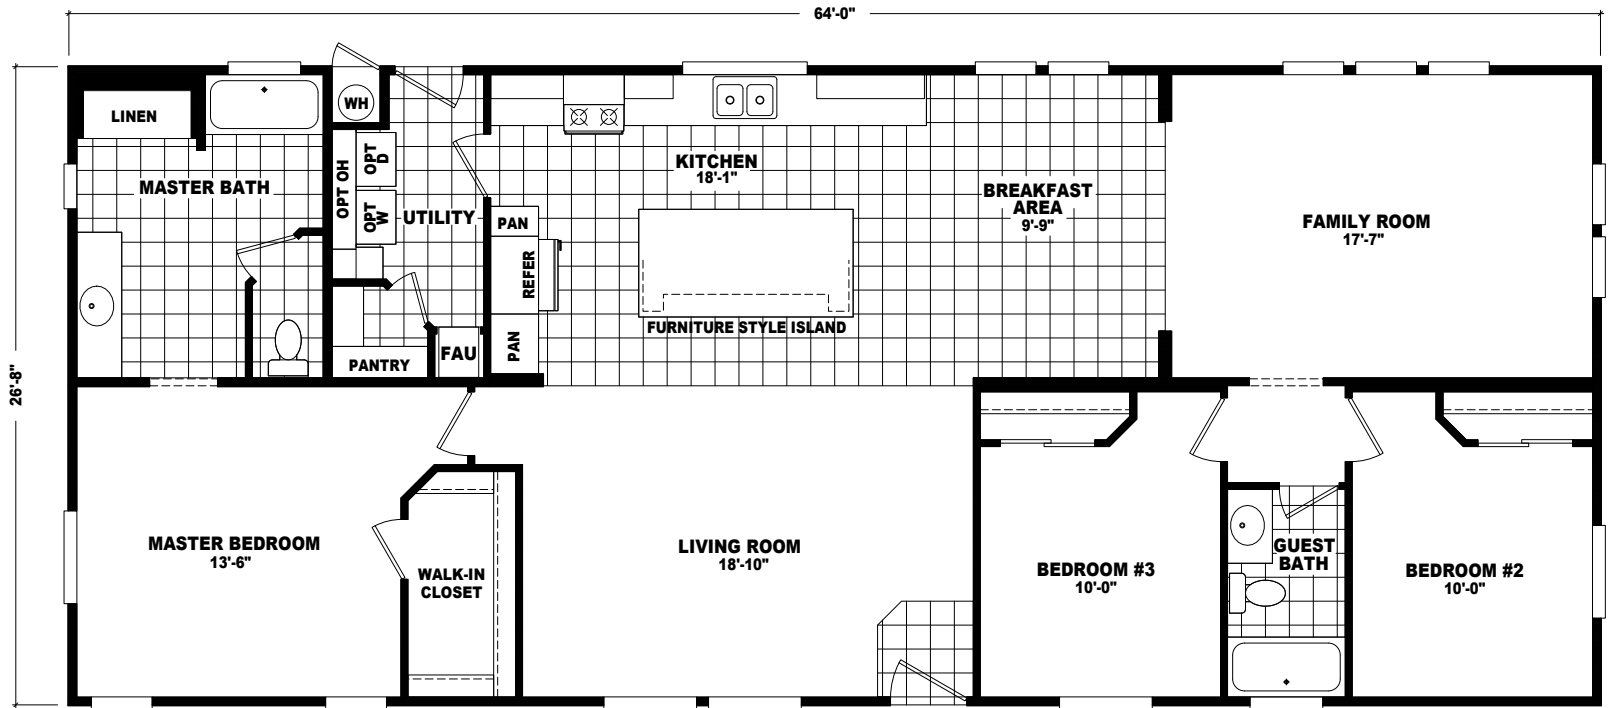 64'-0"
26'-8"
LINEN
WH
MASTER BATH
OPT OH
OPT
D
OPT
W
UTILITY
PANTRY
FAU
PAN
REFER
PAN
KITCHEN
18'-1"
FURNITURE STYLE ISLAND
BREAKFAST
AREA
9'-9"
FAMILY ROOM
17'-7"
MASTER BEDROOM
13'-6"
WALK-IN
CLOSET
LIVING ROOM
18'-10"
BEDROOM #3
10'-0"
GUEST
BATH
BEDROOM #2
10'-0"